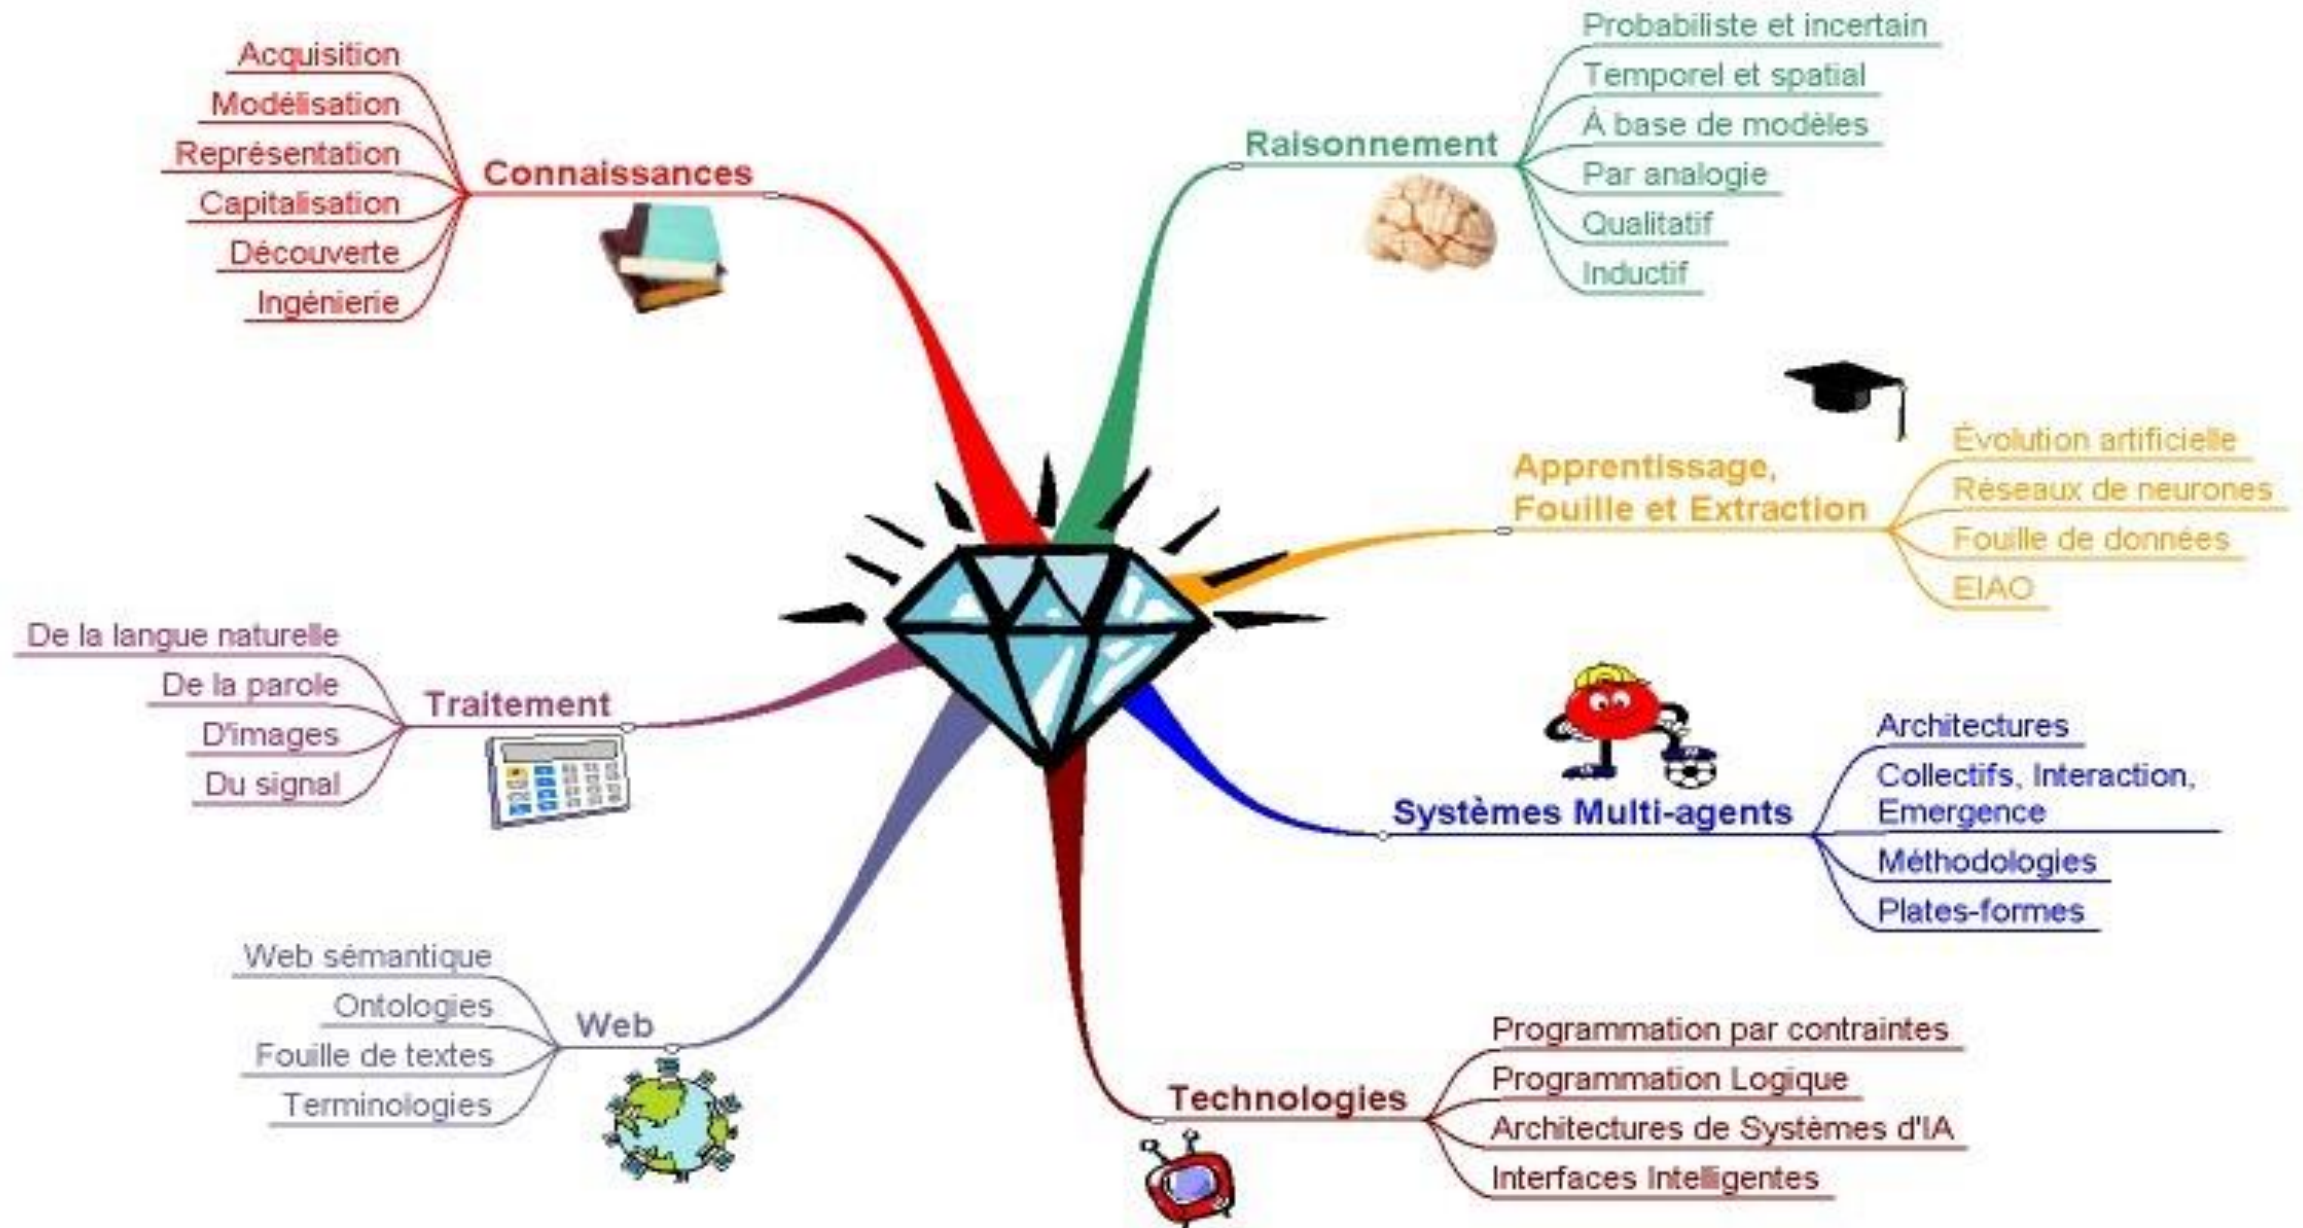 Acquisition
Modélisation
Représentation
Capitalisation
Découverte
Ingénierie
Connaissances
Raisonnement
Probabiliste et incertain
Temporel et spatial
À base de modèles
Par analogie
Qualitatif
Inductif
Apprentissage,
Fouille et Extraction
Évolution artificielle
Réseaux de neurones
Fouille de données
EIAO
De la langue naturelle
De la parole
D'images
Du signal
Traitement
Systèmes Multi-agents
Architectures
Collectifs, Interaction,
Emergence
Méthodologies
Plates-formes
Web sémantique
Ontologies
Fouille de textes
Terminologies
Web
Technologies
Programmation par contraintes
Programmation Logique
Architectures de Systèmes d'IA
Interfaces Intelligentes